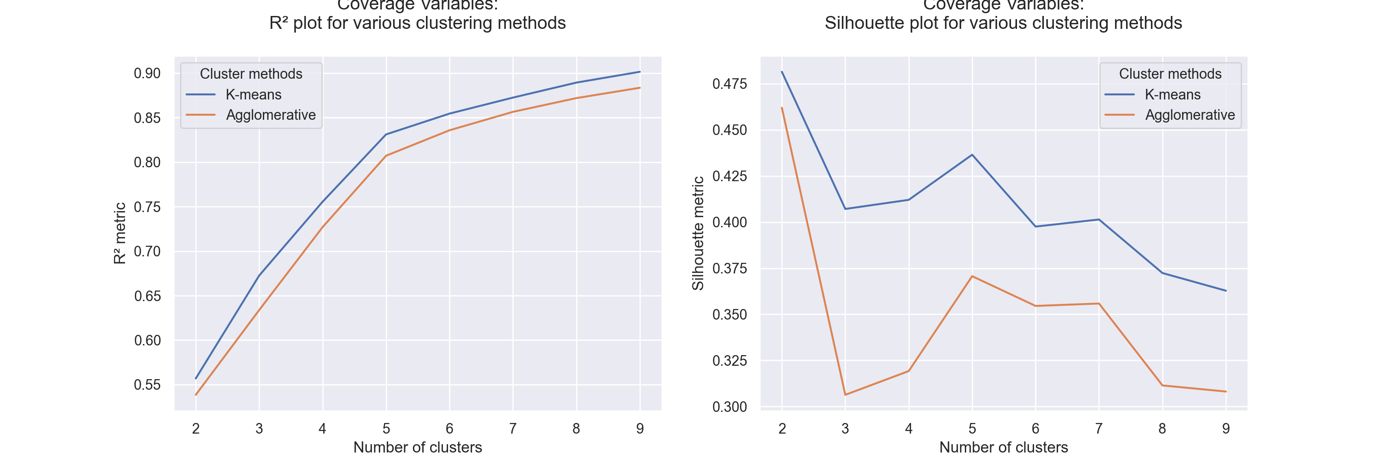 Coverage Variables:
R² plot for various clustering methods
Cluster methods
K-means
Agglomerative
0.90
0.85
0.80
0.75
0.70
0.65
0.60
0.55
R² metric
2 3 4 5 6 7 8 9
Number of clusters
Coverage Variables:
Silhouette plot for various clustering methods
Cluster methods
K-means
Agglomerative
0.475
0.450
0.425
0.400
0.375
0.350
0.325
0.300
Silhouette metric
2 3 4 5 6 7 8 9
Number of clusters